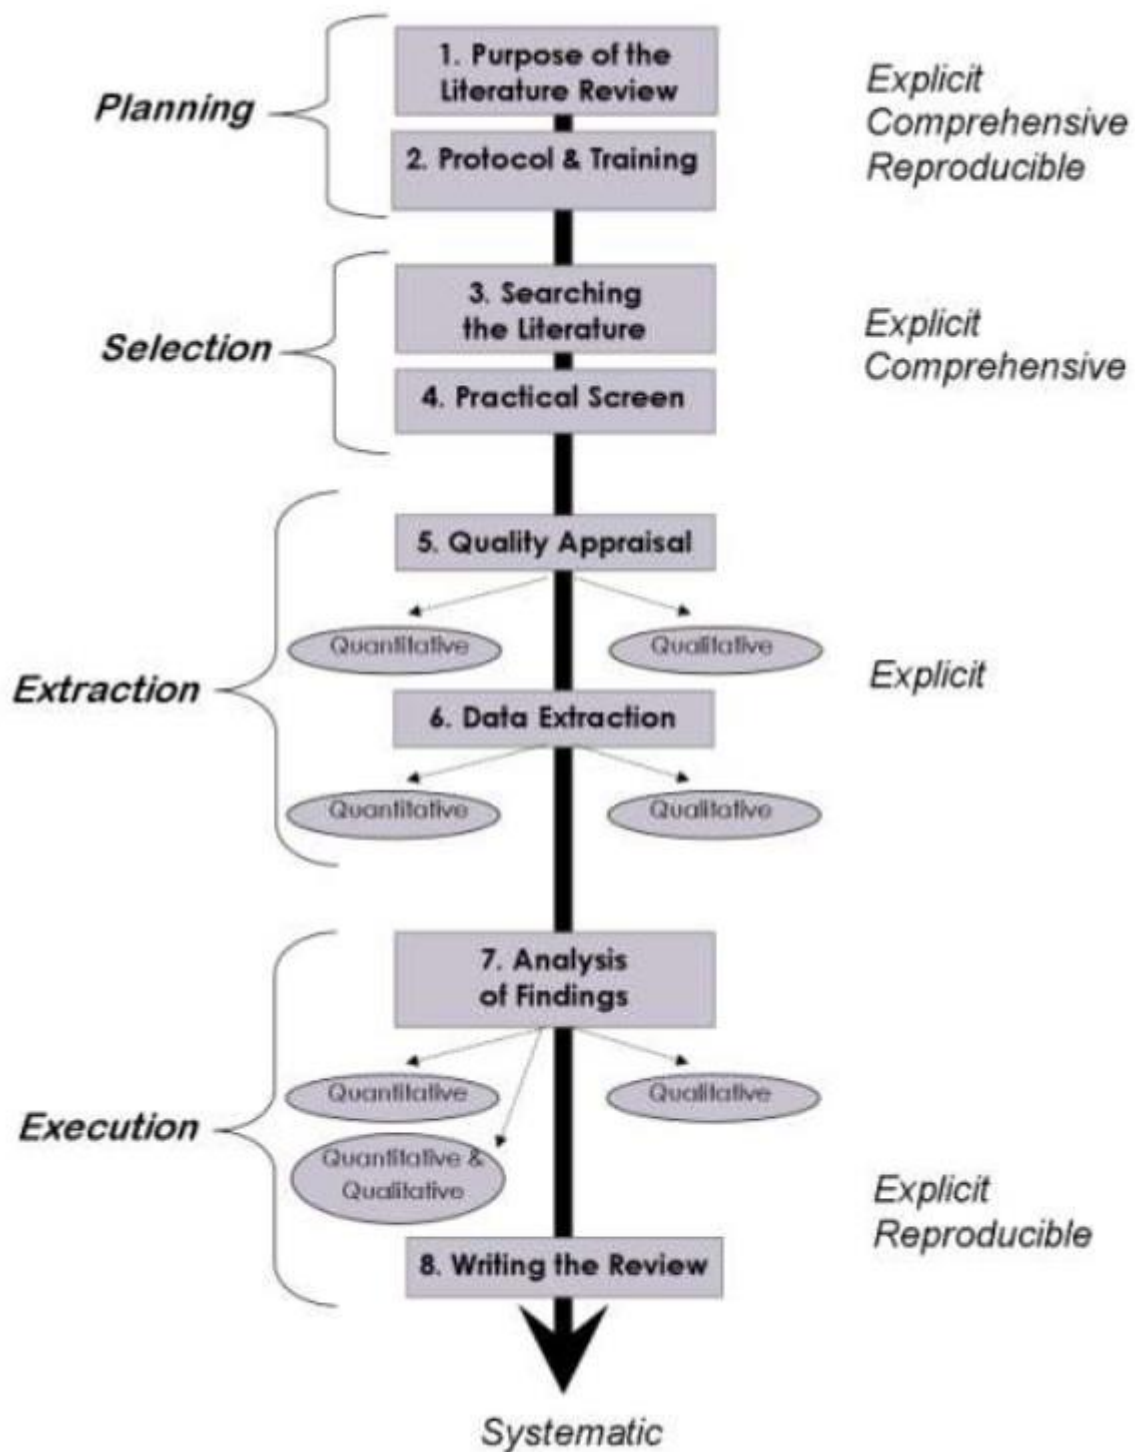 1. Purpose of the
Literature Review
Planning
Explicit
Comprehensive
Reproducible
2. Protocol & Training
3. Searching
the Literature
Selection
Explicit
Comprehensive
4. Practical Screen
5. Quality Appraisal
Quantitative
Qualitative
Extraction
Explicit
6. Data Extraction
Quantitative
Qualitative
7. Analysis
of Findings
Quantitative
Qualitative
Execution
Quantitative &
Qualitative
Explicit
Reproducible
8. Writing the Review
Systematic